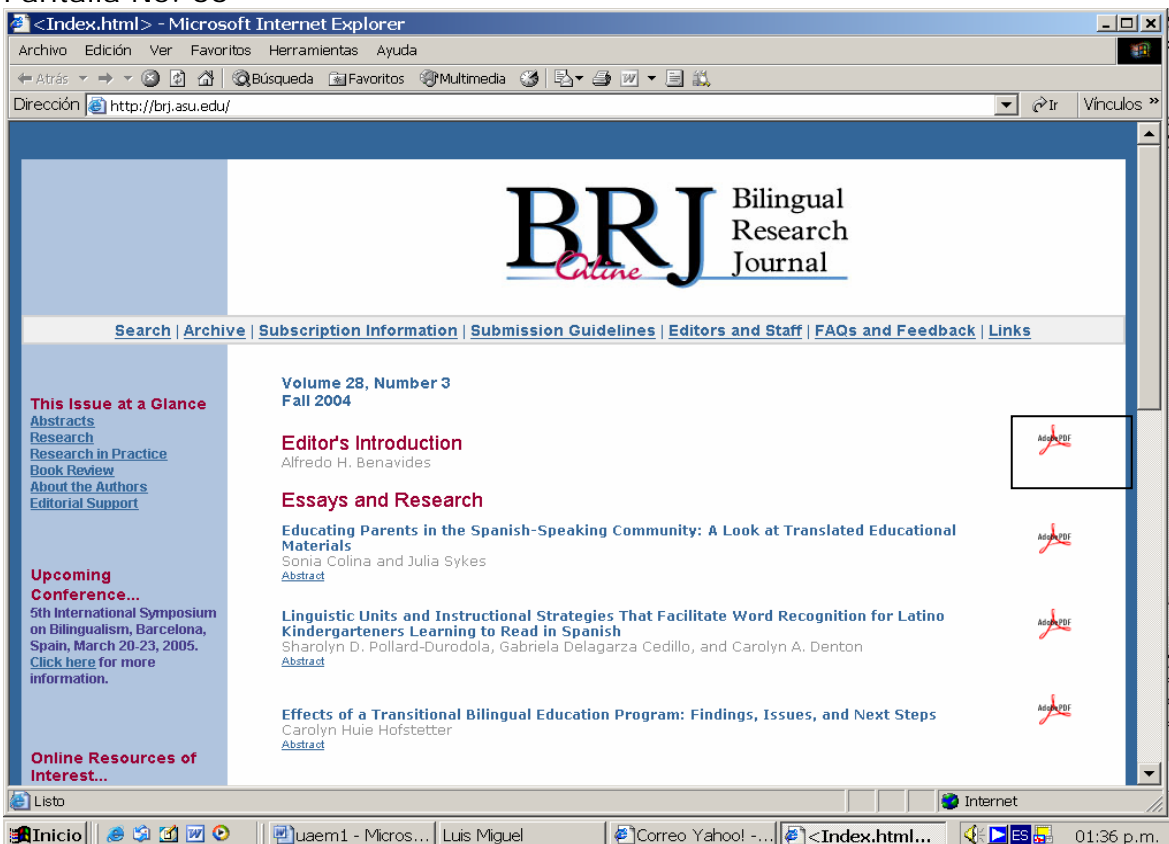 <Index.html> - Microsoft Internet Explorer
Archivo Edición Ver Favoritos Herramientas Ayuda
Atrás Búsqueda Favoritos Multimedia
Dirección http://brj.asu.edu/ Ir Vínculos »
BRJ Online
Bilingual
Research
Journal
Search | Archive | Subscription Information | Submission Guidelines | Editors and Staff | FAQs and Feedback | Links
This Issue at a Glance
Abstracts
Research
Research in Practice
Book Review
About the Authors
Editorial Support
Upcoming
Conference...
5th International Symposium
on Bilingualism, Barcelona,
Spain, March 20-23, 2005.
Click here for more
information.
Online Resources of
Interest...
Volume 28, Number 3
Fall 2004
Editor's Introduction
Alfredo H. Benavides
Adobe PDF
Essays and Research
Educating Parents in the Spanish-Speaking Community: A Look at Translated Educational
Materials
Sonia Colina and Julia Sykes
Abstract
Adobe PDF
Linguistic Units and Instructional Strategies That Facilitate Word Recognition for Latino
Kindergarteners Learning to Read in Spanish
Sharolyn D. Pollard-Durodola, Gabriela Delagarza Cedillo, and Carolyn A. Denton
Abstract
Adobe PDF
Effects of a Transitional Bilingual Education Program: Findings, Issues, and Next Steps
Carolyn Huie Hofstetter
Abstract
Adobe PDF
Listo Internet
Inicio uaem1 - Micros... Luis Miguel Correo Yahoo! -... <Index.html... ES 01:36 p.m.